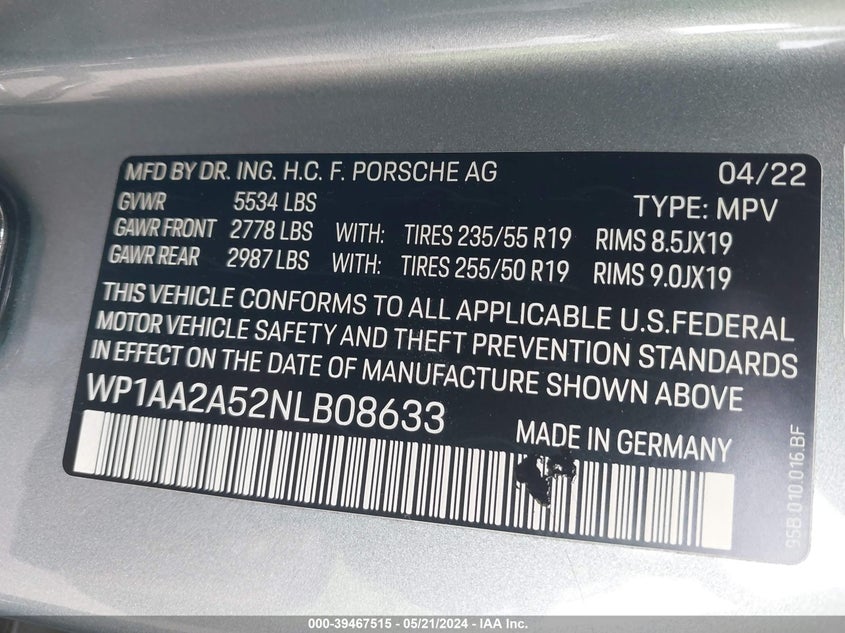 MFD BY DR. ING. H.C. F. PORSCHE AG 04/22
GVWR 5534 LBS TYPE: MPV
GAWR FRONT 2778 LBS WITH: TIRES 235/55 R19 RIMS 8.5JX19
GAWR REAR 2987 LBS WITH: TIRES 255/50 R19 RIMS 9.0JX19
THIS VEHICLE CONFORMS TO ALL APPLICABLE U.S.FEDERAL
MOTOR VEHICLE SAFETY AND THEFT PREVENTION STANDARDS
IN EFFECT ON THE DATE OF MANUFACTURE SHOWN ABOVE
WP1AA2A52NLB08633
MADE IN GERMANY
95B 010 016.BF
000-39467515 - 05/21/2024 - IAA Inc.